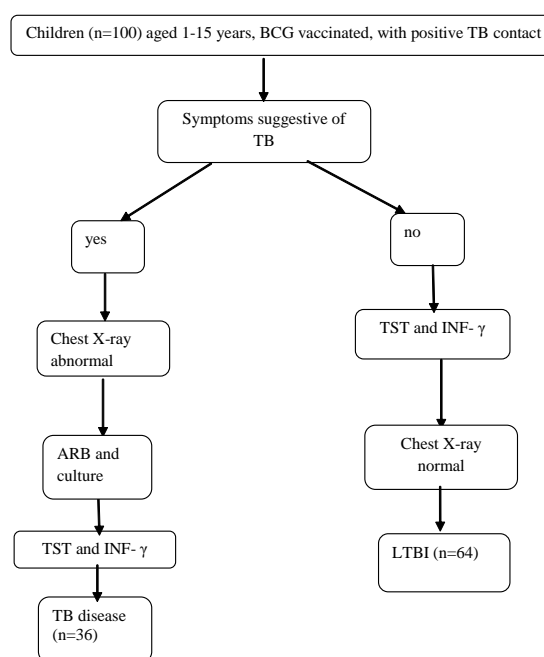 Children (n=100) aged 1-15 years, BCG vaccinated, with positive TB contact
Symptoms suggestive of
TB
yes
no
Chest X-ray
abnormal
TST and INF- γ
ARB and
culture
Chest X-ray
normal
TST and INF- γ
LTBI (n=64)
TB disease
(n=36)